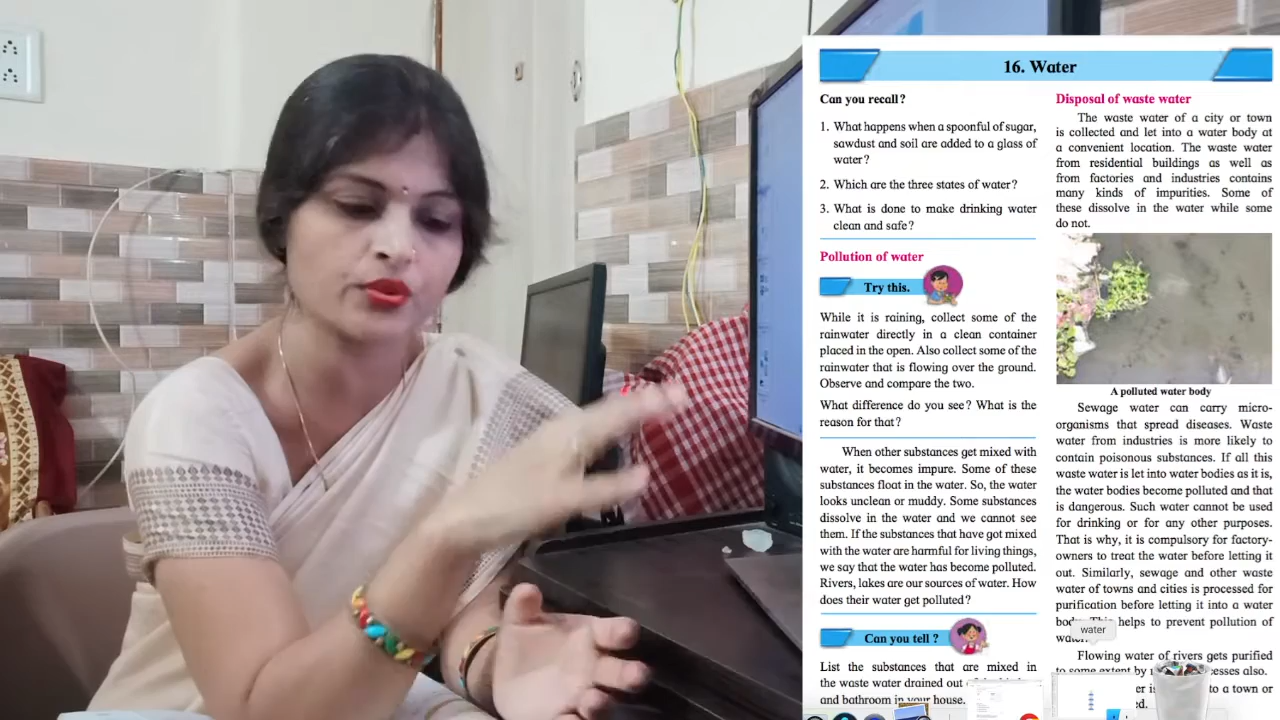 16. Water
Can you recall?
1. What happens when a spoonful of sugar,
sawdust and soil are added to a glass of
water?
2. Which are the three states of water?
3. What is done to make drinking water
clean and safe?
Pollution of water
Try this.
While it is raining, collect some of the
rainwater directly in a clean container
placed in the open. Also collect some of the
rainwater that is flowing over the ground.
Observe and compare the two.
What difference do you see? What is the
reason for that?
When other substances get mixed with
water, it becomes impure. Some of these
substances float in the water. So, the water
looks unclean or muddy. Some substances
dissolve in the water and we cannot see
them. If the substances that have got mixed
with the water are harmful for living things,
we say that the water has become polluted.
Rivers, lakes are our sources of water. How
does their water get polluted?
Can you tell ?
List the substances that are mixed in
the waste water drained out
and bathroom in your house.
Disposal of waste water
The waste water of a city or town
is collected and let into a water body at
a convenient location. The waste water
from residential buildings as well as
from factories and industries contains
many kinds of impurities. Some of
these dissolve in the water while some
do not.
A polluted water body
Sewage water can carry micro-
organisms that spread diseases. Waste
water from industries is more likely to
contain poisonous substances. If all this
waste water is let into water bodies as it is,
the water bodies become polluted and that
is dangerous. Such water cannot be used
for drinking or for any other purposes.
That is why, it is compulsory for factory-
owners to treat the water before letting it
out. Similarly, sewage and other waste
water of towns and cities is processed for
purification before letting it into a water
helps to prevent pollution of
water
Flowing water of rivers gets purified
to some extent by
also.
to a town or